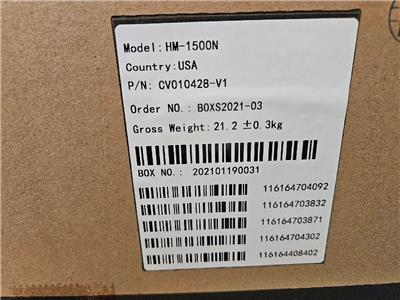 Model:HM-1500N
Country:USA
P/N: CV010428-V1
Order NO.: BOXS2021-03
Gross Weight:21.2 ±0.3kg
BOX NO.: 202101190031
116164704092
116164703832
116164703871
116164704302
116164408402